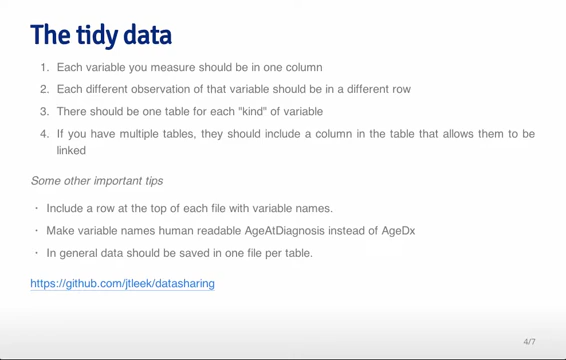 The tidy data
1. Each variable you measure should be in one column
2. Each different observation of that variable should be in a different row
3. There should be one table for each "kind" of variable
4. If you have multiple tables, they should include a column in the table that allows them to be
linked
Some other important tips
· Include a row at the top of each file with variable names.
· Make variable names human readable AgeAtDiagnosis instead of AgeDx
· In general data should be saved in one file per table.
https://github.com/jtleek/datasharing
4/7